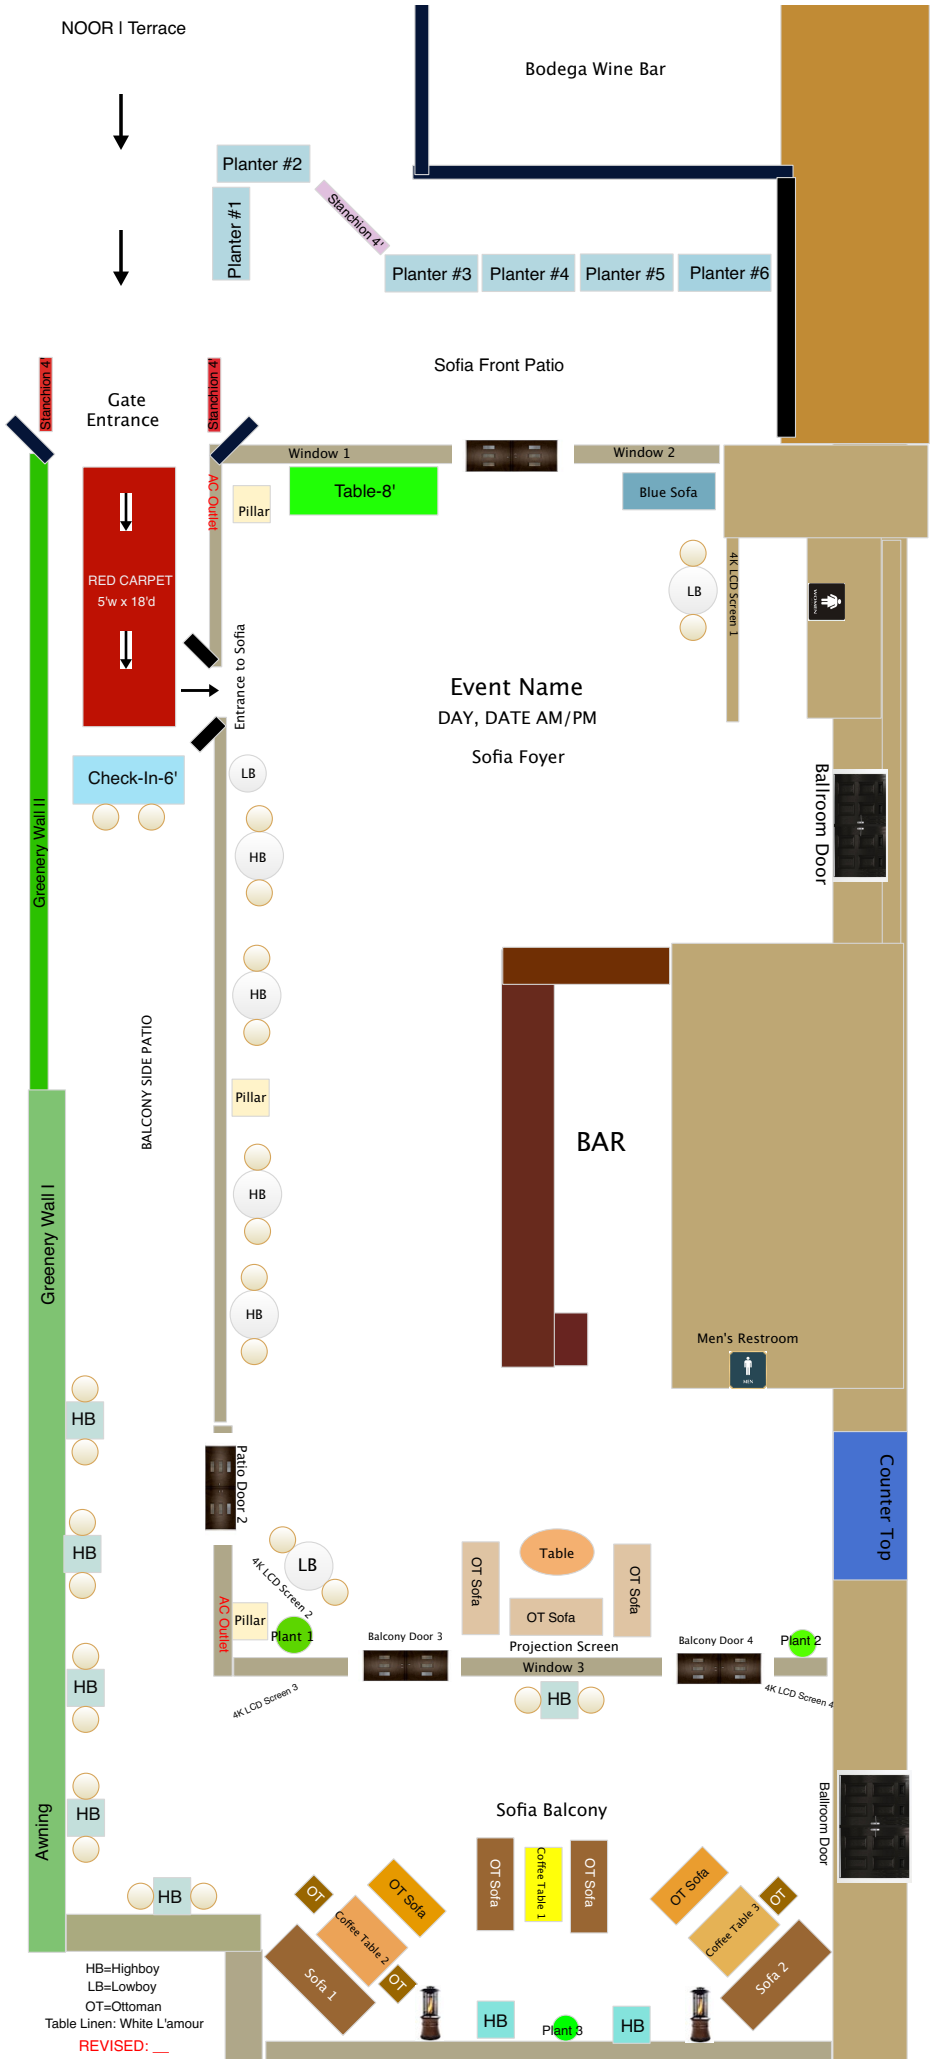 NOOR | Terrace
Bodega Wine Bar
Planter #2
Planter #1
Stanchion 4'
Planter #3
Planter #4
Planter #5
Planter #6
Stanchion 4'
Stanchion 4'
Sofia Front Patio
Gate
Entrance
Window 1
Window 2
AC Outlet
Pillar
Table-8'
Blue Sofa
RED CARPET
5'w x 18'd
LB
4K LCD Screen 1
WOMEN
Entrance to Sofia
Event Name
DAY, DATE AM/PM
Sofia Foyer
Check-In-6'
LB
Ballroom Door
Greenery Wall II
HB
HB
BALCONY SIDE PATIO
Pillar
BAR
HB
Greenery Wall I
HB
Men's Restroom
MEN
HB
Patio Door 2
Counter Top
HB
LB
4K LCD Screen 2
OT Sofa
Table
OT Sofa
OT Sofa
AC Outlet
Pillar
Plant 1
Balcony Door 3
Projection Screen
Window 3
Balcony Door 4
Plant 2
HB
4K LCD Screen 3
HB
4K LCD Screen 4
HB
Sofia Balcony
Ballroom Door
Awning
HB
OT
OT Sofa
Coffee Table 2
OT
Sofa 1
OT Sofa
Coffee Table 1
OT Sofa
OT Sofa
OT
Coffee Table 3
Sofa 2
HB
Plant 3
HB
HB=Highboy
LB=Lowboy
OT=Ottoman
Table Linen: White L'amour
REVISED: __